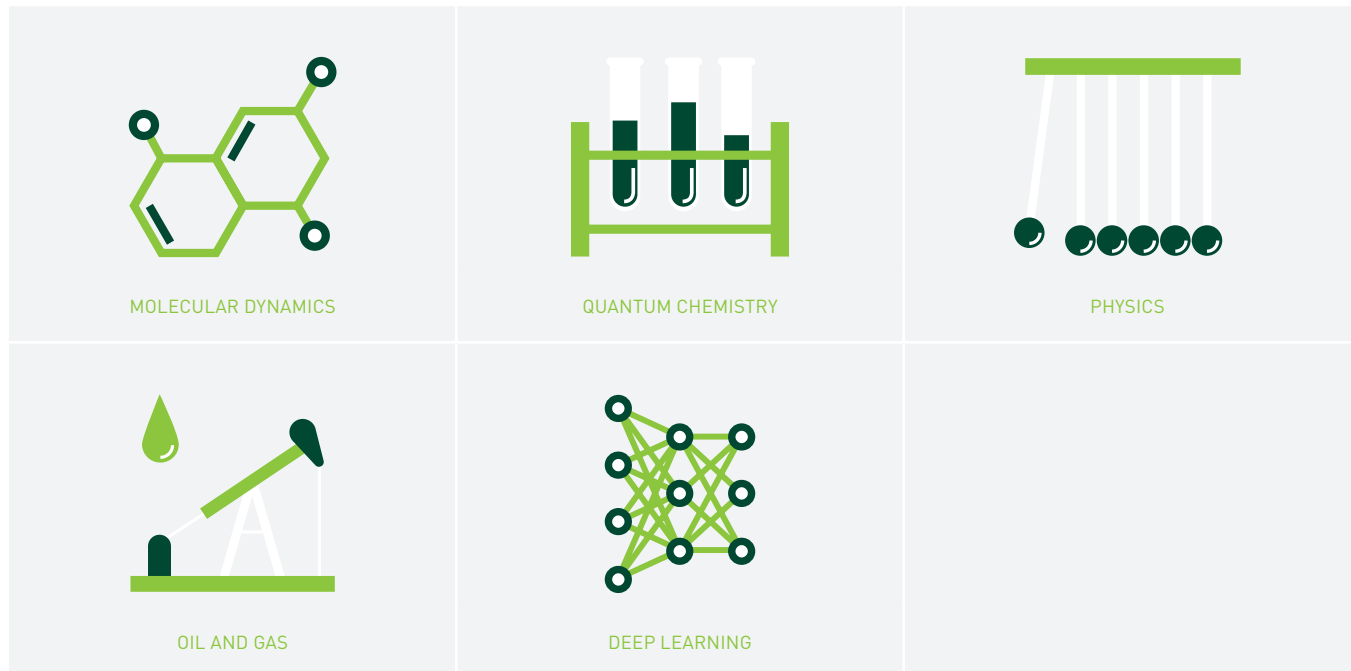 MOLECULAR DYNAMICS
QUANTUM CHEMISTRY
PHYSICS
OIL AND GAS
DEEP LEARNING